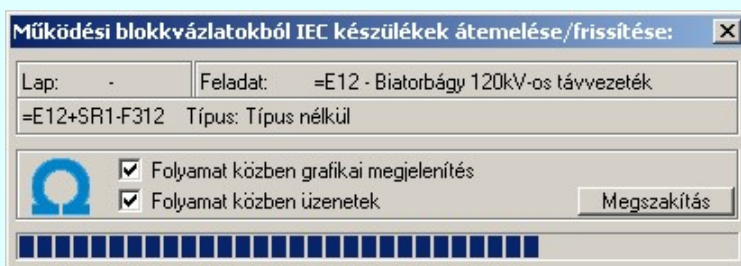 Működési blokkvázlatokból IEC készülékek átemelése/frissítése:
Lap: - Feladat: =E12 - Biatorbágy 120kV-os távvezeték
=E12+SR1-F312 Típus: Típus nélkül
Folyamat közben grafikai megjelenítés
Folyamat közben üzenetek Megszakítás